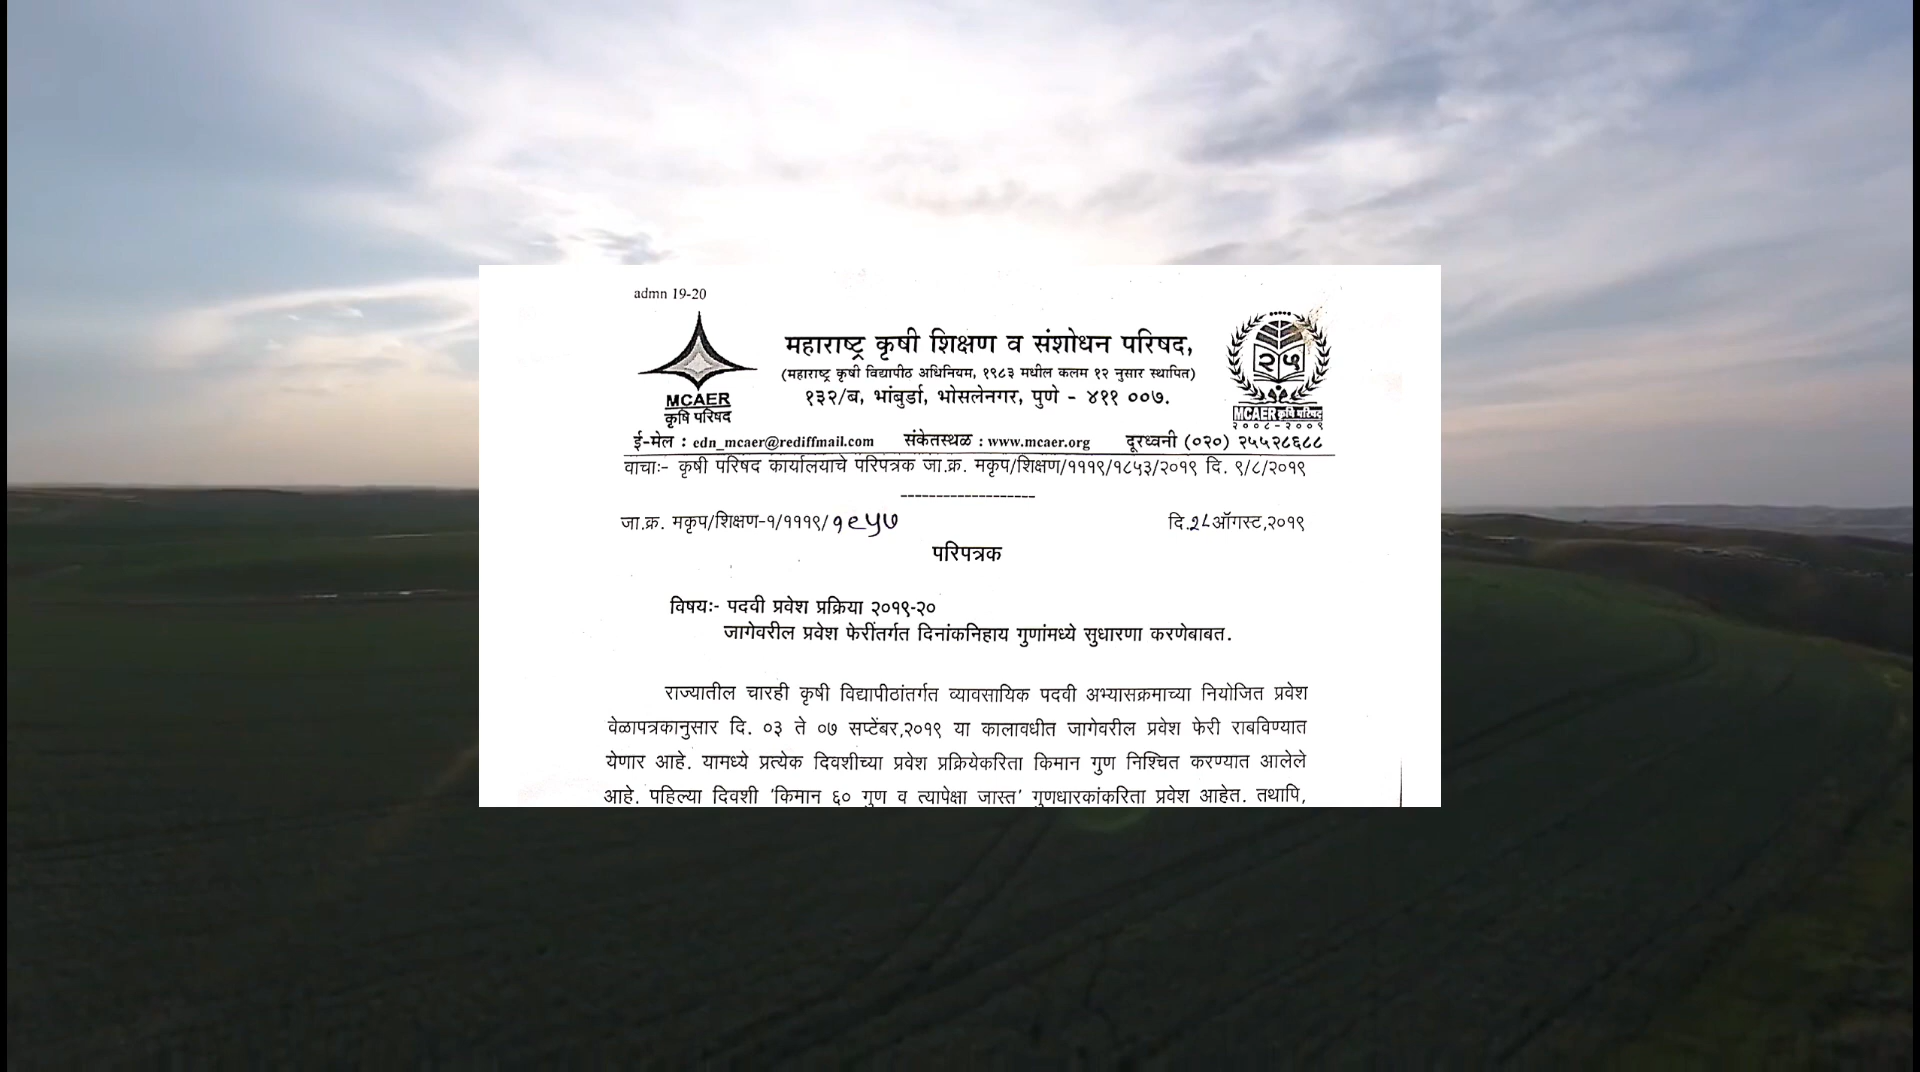 admn 19-20
महाराष्ट्र कृषी शिक्षण व संशोधन परिषद,
(महाराष्ट्र कृषी विद्यापीठ अधिनियम, १९८३ मधील कलम १२ नुसार स्थापित)
१३२/ब, भांबुर्डा, भोसलेनगर, पुणे - ४११ ००७.
MCAER
कृषि परिषद
२५
MCAER कृषि परिषद
२००८-२००९
ई-मेल : edn_mcaer@rediffmail.com संकेतस्थळ : www.mcaer.org दूरध्वनी (०२०) २५५२८६८८
वाचाः- कृषी परिषद कार्यालयाचे परिपत्रक जा.क्र. मकृप/शिक्षण/१११९/१८५३/२०१९ दि. ९/८/२०१९
-------------------
जा.क्र. मकृप/शिक्षण-१/१११९/१९५७ दि.२८ऑगस्ट,२०१९
परिपत्रक
विषयः- पदवी प्रवेश प्रक्रिया २०१९-२०
जागेवरील प्रवेश फेरींतर्गत दिनांकनिहाय गुणांमध्ये सुधारणा करणेबाबत.
राज्यातील चारही कृषी विद्यापीठांतर्गत व्यावसायिक पदवी अभ्यासक्रमाच्या नियोजित प्रवेश
वेळापत्रकानुसार दि. ०३ ते ०७ सप्टेंबर,२०१९ या कालावधीत जागेवरील प्रवेश फेरी राबविण्यात
येणार आहे. यामध्ये प्रत्येक दिवशीच्या प्रवेश प्रक्रियेकरिता किमान गुण निश्चित करण्यात आलेले
आहे. पहिल्या दिवशी 'किमान ६० गुण व त्यापेक्षा जास्त' गुणधारकांकरिता प्रवेश आहेत. तथापि,